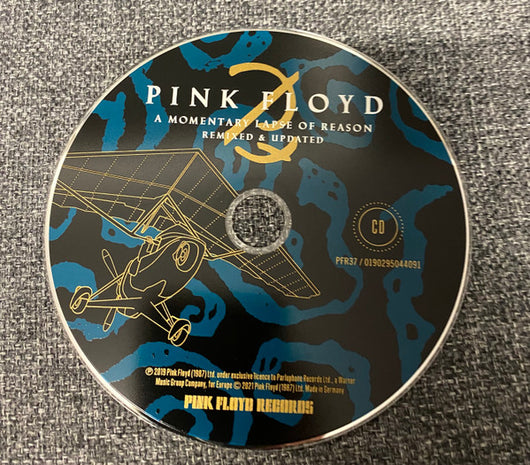 PINK FLOYD
A MOMENTARY LAPSE OF REASON
REMIXED & UPDATED
CD
PFR37 / 0190295044091
℗ 2019 Pink Floyd (1987) Ltd. under exclusive licence to Parlophone Records Ltd., a Warner
Music Group Company, for Europe © 2021 Pink Floyd (1987) Ltd. Made in Germany
PINK FLOYD RECORDS